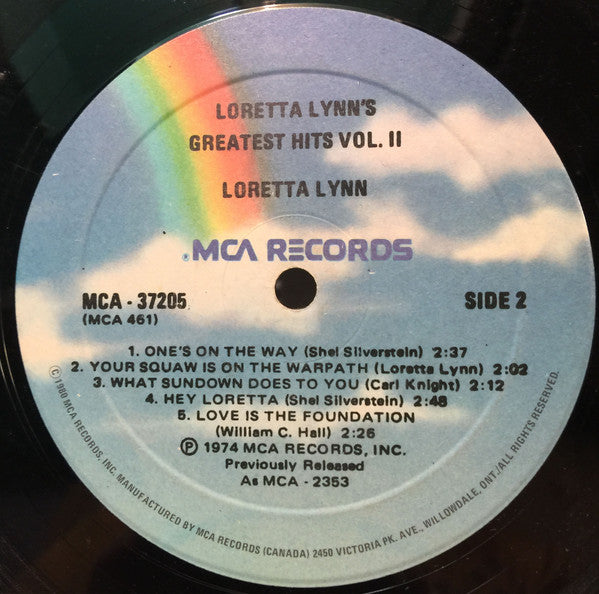 LORETTA LYNN'S
GREATEST HITS VOL. II
LORETTA LYNN
MCA RECORDS
MCA - 37205
(MCA 461)
SIDE 2
1. ONE'S ON THE WAY (Shel Silverstein) 2:37
2. YOUR SQUAW IS ON THE WARPATH (Loretta Lynn) 2:02
3. WHAT SUNDOWN DOES TO YOU (Carl Knight) 2:12
4. HEY LORETTA (Shel Silverstein) 2:48
5. LOVE IS THE FOUNDATION
(William C. Hall) 2:26
Ⓟ 1974 MCA RECORDS, INC.
Previously Released
As MCA - 2353
© 1980 MCA RECORDS, INC. MANUFACTURED BY MCA RECORDS (CANADA) 2450 VICTORIA PK. AVE., WILLOWDALE, ONT./ALL RIGHTS RESERVED.